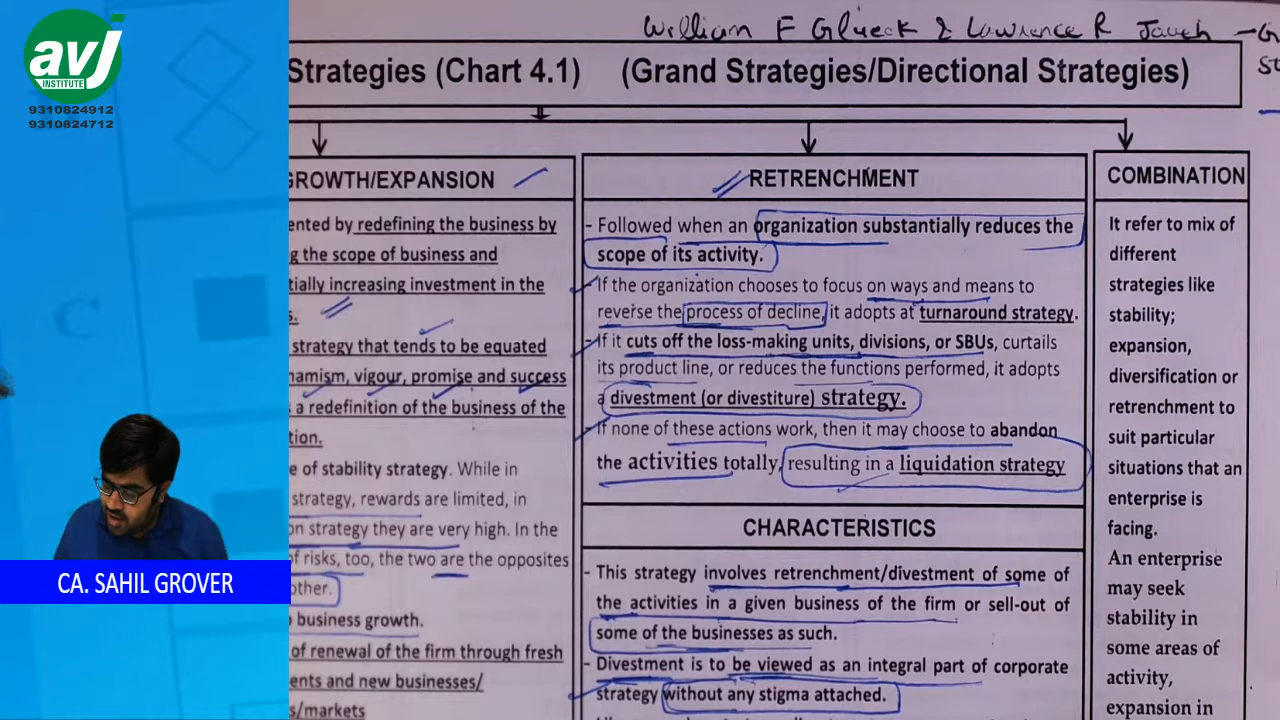 avj
INSTITUTE
9310824912
9310824712
William F Glueck & Lawrence R Jauch
Strategies (Chart 4.1) (Grand Strategies/Directional Strategies)
GROWTH/EXPANSION
ented by redefining the business by
g the scope of business and
tially increasing investment in the
s.
strategy that tends to be equated
namism, vigour, promise and success
a redefinition of the business of the
tion.
e of stability strategy. While in
strategy, rewards are limited, in
on strategy they are very high. In the
of risks, too, the two are the opposites
other.
business growth.
of renewal of the firm through fresh
ents and new businesses/
s/markets
RETRENCHMENT
- Followed when an organization substantially reduces the
scope of its activity.
- If the organization chooses to focus on ways and means to
reverse the process of decline, it adopts at turnaround strategy.
- If it cuts off the loss-making units, divisions, or SBUs, curtails
its product line, or reduces the functions performed, it adopts
a divestment (or divestiture) strategy.
- If none of these actions work, then it may choose to abandon
the activities totally, resulting in a liquidation strategy
CHARACTERISTICS
- This strategy involves retrenchment/divestment of some of
the activities in a given business of the firm or sell-out of
some of the businesses as such.
- Divestment is to be viewed as an integral part of corporate
strategy without any stigma attached.
COMBINATION
It refer to mix of
different
strategies like
stability;
expansion,
diversification or
retrenchment to
suit particular
situations that an
enterprise is
facing.
An enterprise
may seek
stability in
some areas of
activity,
expansion in
CA. SAHIL GROVER